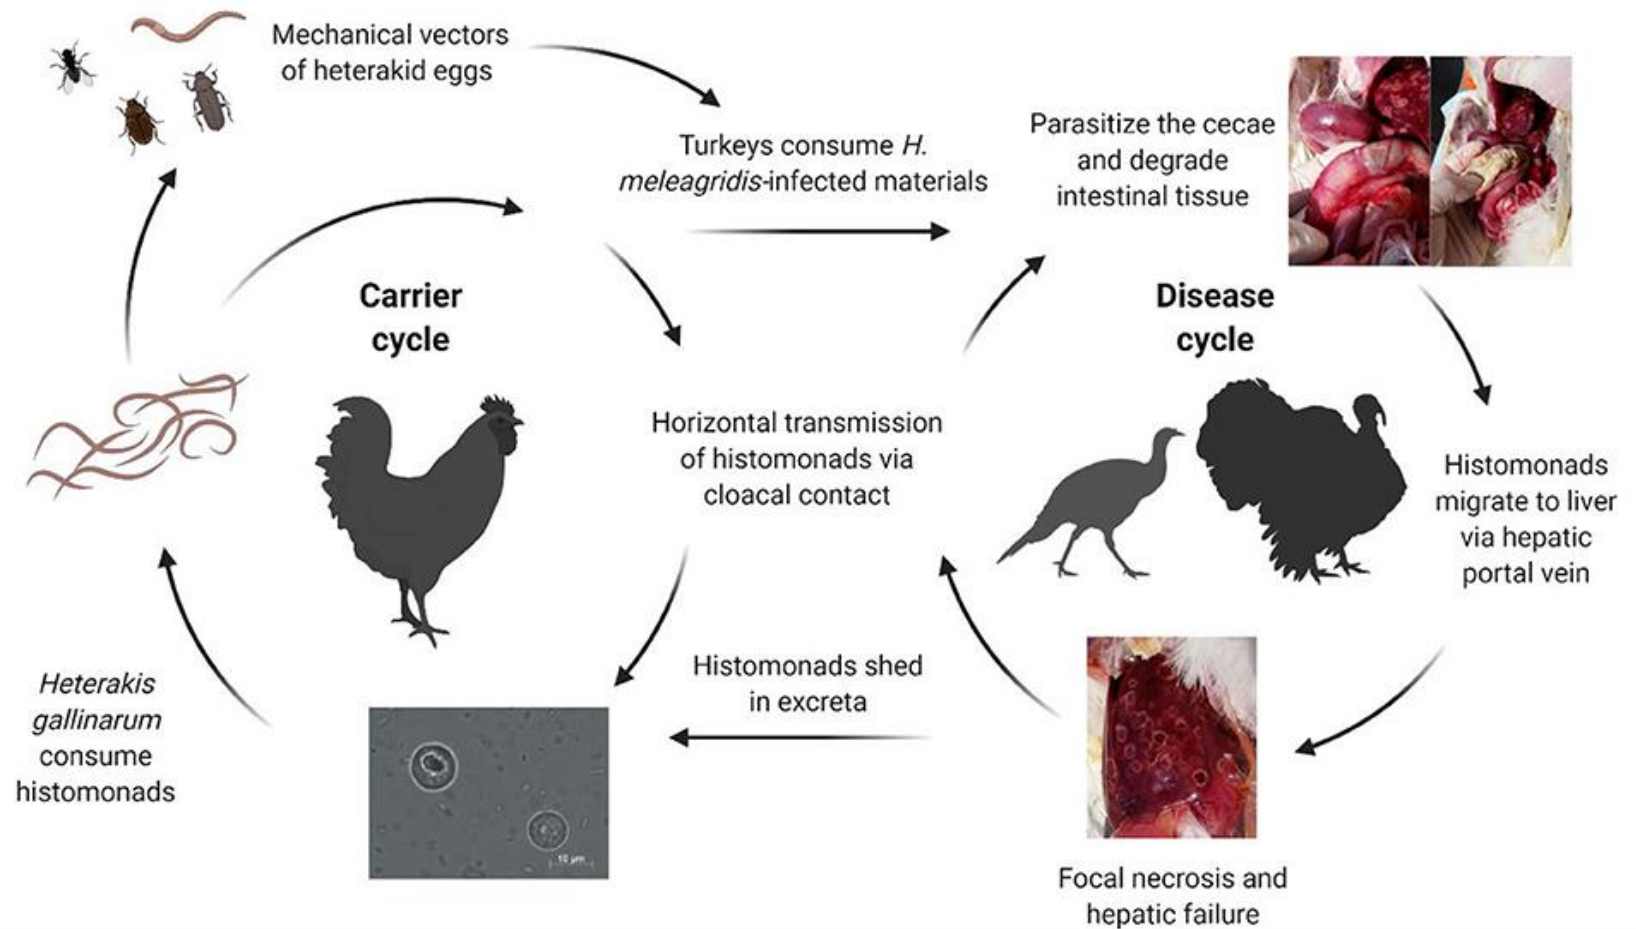 Mechanical vectors
of heterakid eggs
Turkeys consume H.
meleagridis-infected materials
Parasitize the cecae
and degrade
intestinal tissue
Carrier
cycle
Disease
cycle
Horizontal transmission
of histomonads via
cloacal contact
Histomonads
migrate to liver
via hepatic
portal vein
Histomonads shed
in excreta
Heterakis
gallinarum
consume
histomonads
10 µm
Focal necrosis and
hepatic failure